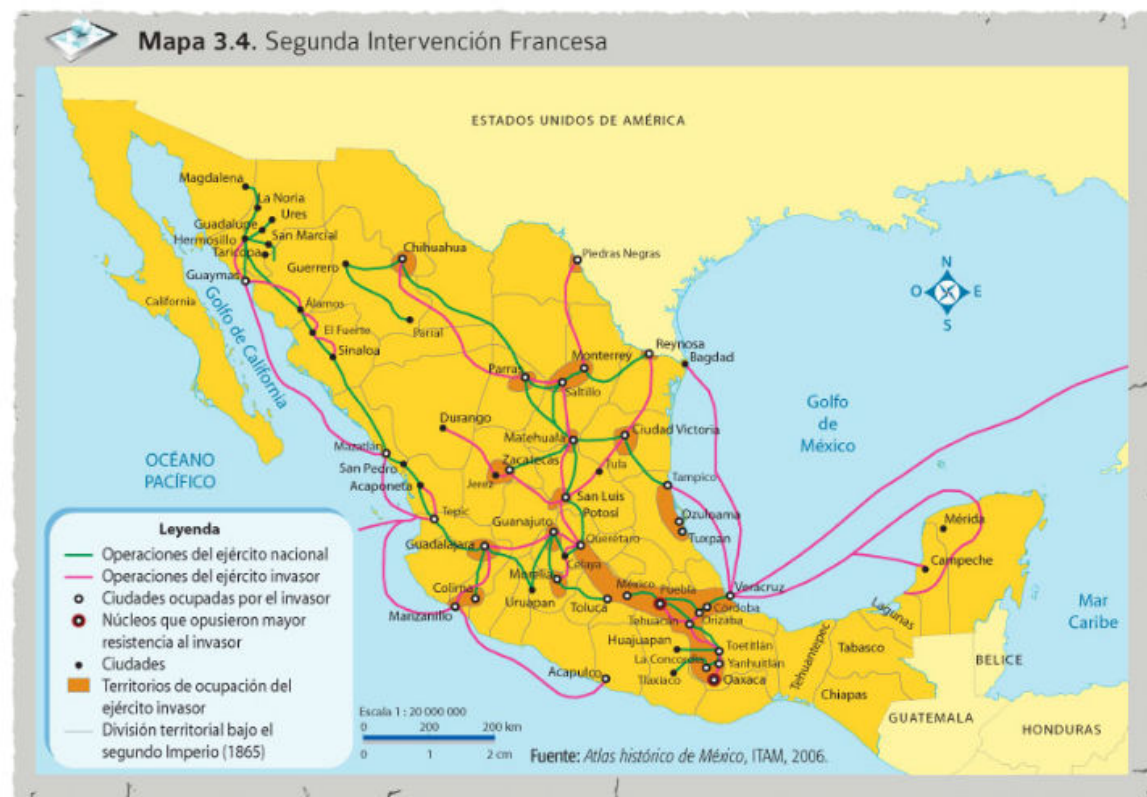 Mapa 3.4. Segunda Intervención Francesa
ESTADOS UNIDOS DE AMÉRICA
Magdalena
La Noria
Ures
Guadalupe
Hermosillo
San Marcial
Taricopa
Guaymas
California
Golfo de California
Chihuahua
Guerrero
Parral
Piedras Negras
Álamos
El Fuerte
Sinaloa
Reynosa
Bagdad
Monterrey
Parras
Saltillo
N
O
E
S
Golfo
de
México
Durango
Matehuala
Ciudad Victoria
Mazatlán
Zacatecas
San Pedro
Jerez
Tula
Tampico
OCÉANO
PACÍFICO
Acaponeta
San Luis
Potosí
Ozuloama
Tuxpan
Tepic
Guanajuto
Querétaro
Guadalajara
Celaya
Morelia
Mérida
Campeche
Colima
Uruapan
Toluca
México
Puebla
Veracruz
Manzanillo
Córdoba
Orizaba
Tehuacán
Lagunas
Mar
Caribe
Huajuapan
Toetitlán
La Concordia
Yanhuitlán
Tlaxiaco
Oaxaca
Acapulco
Tehuantepec
Tabasco
Chiapas
BELICE
GUATEMALA
HONDURAS
Leyenda
Operaciones del ejército nacional
Operaciones del ejército invasor
Ciudades ocupadas por el invasor
Núcleos que opusieron mayor
resistencia al invasor
Ciudades
Territorios de ocupación del
ejército invasor
División territorial bajo el
segundo Imperio (1865)
Escala 1 : 20 000 000
0 20 000 200 km
0 1 2 cm
Fuente: Atlas histórico de México, ITAM, 2006.